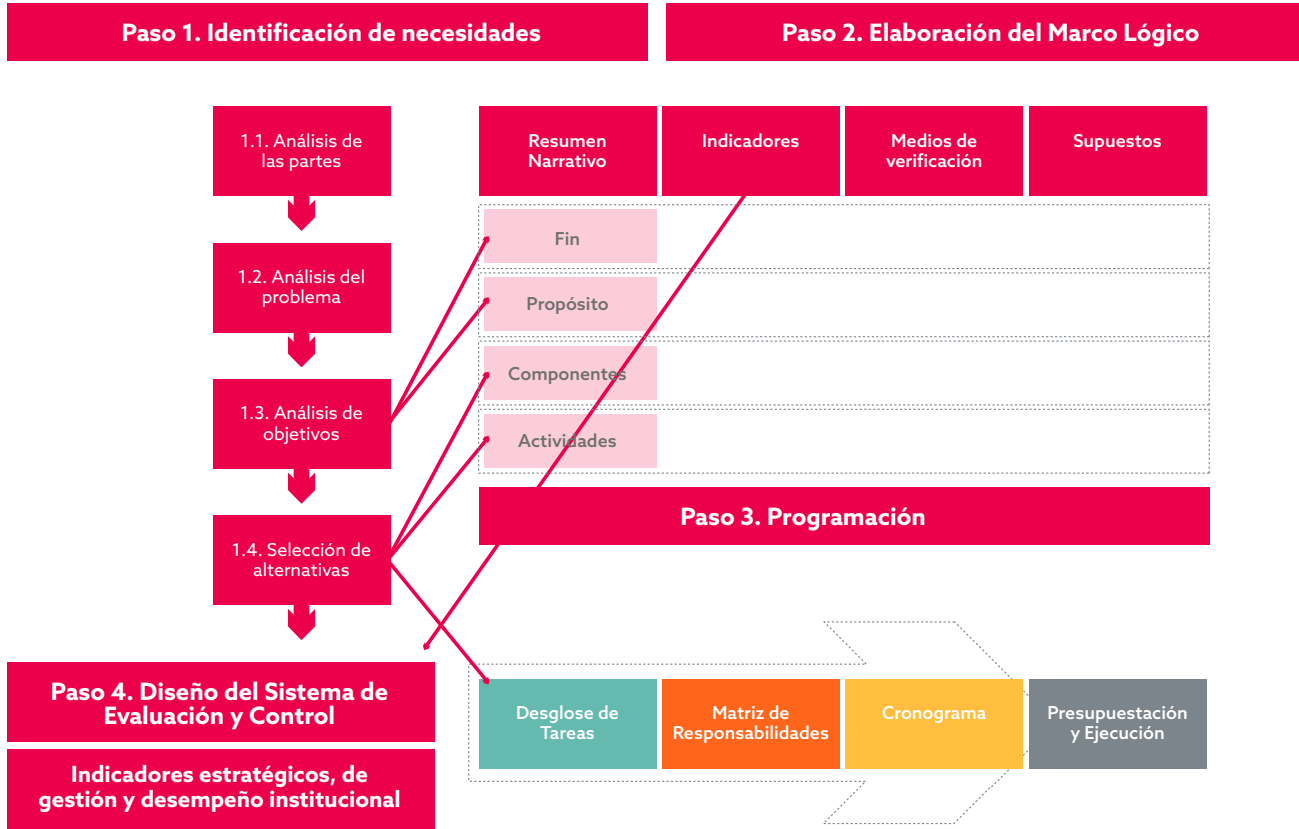 Paso 1. Identificación de necesidades
Paso 2. Elaboración del Marco Lógico
1.1. Análisis de
las partes
1.2. Análisis del
problema
1.3. Análisis de
objetivos
1.4. Selección de
alternativas
Resumen
Narrativo
Indicadores
Medios de
verificación
Supuestos
Fin
Propósito
Componentes
Actividades
Paso 3. Programación
Paso 4. Diseño del Sistema de
Evaluación y Control
Indicadores estratégicos, de
gestión y desempeño institucional
Desglose de
Tareas
Matriz de
Responsabilidades
Cronograma
Presupuestación
y Ejecución